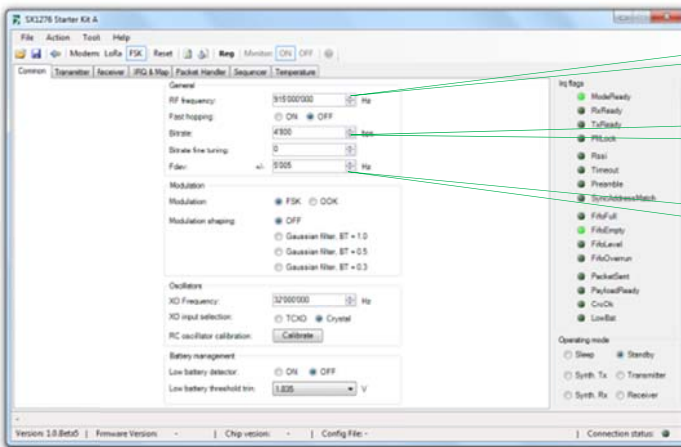 SX1276 Starter Kit A
File Action Tools Help
Modem: LoRa FSK Reset Reg Monitor: ON OFF
Common Transmitter Receiver IRQ & Map Packet Handler Sequencer Temperature
General
RF frequency: 915'000'000 Hz
Fast hopping: ON OFF
Bitrate: 4'800 bps
Bitrate fine tuning: 0
Fdev: +/- 5'005 Hz
Modulation
Modulation: FSK OOK
Modulation shaping: OFF
Gaussian filter, BT = 1.0
Gaussian filter, BT = 0.5
Gaussian filter, BT = 0.3
Oscillators
XO Frequency: 32'000'000 Hz
XO input selection: TCXO Crystal
RC oscillator calibration: Calibrate
Battery management
Low battery detector: ON OFF
Low battery threshold trim: 1.835 V
Irq flags
ModeReady
RxReady
TxReady
PllLock
Rssi
Timeout
Preamble
SyncAddressMatch
FifoFull
FifoEmpty
FifoLevel
FifoOverrun
PacketSent
PayloadReady
CrcOk
LowBat
Operating mode
Sleep Standby
Synth. Tx Transmitter
Synth. Rx Receiver
-
Version: 1.0.Beta5 | Firmware Version: - | Chip version: - | Config File: - | Connection status: